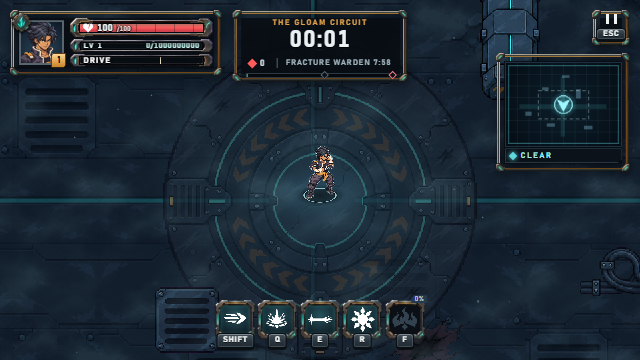 100/100
LV 1 0/1000000000
DRIVE
1
THE GLOAM CIRCUIT
00:01
0 FRACTURE WARDEN 7:58
ESC
CLEAR
0%
SHIFT Q E R F